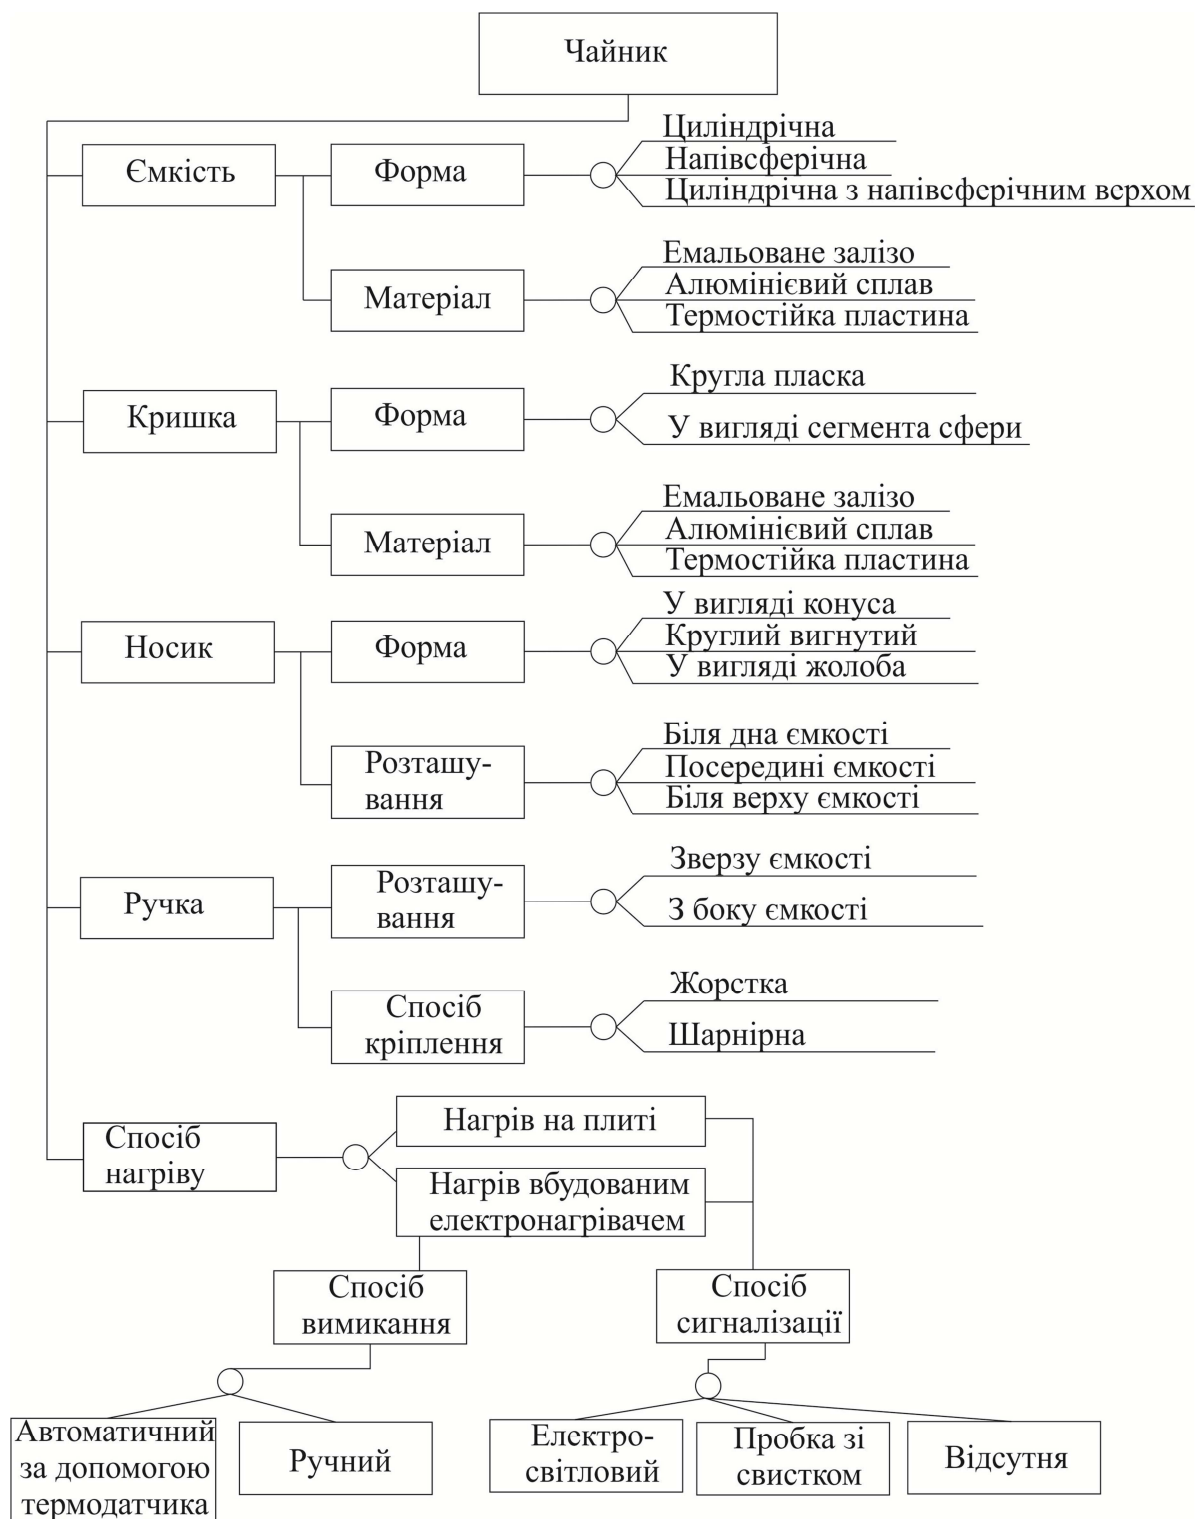 Чайник
Ємкість
Форма
Циліндрічна
Напівсферічна
Циліндрічна з напівсферічним верхом
Матеріал
Емальоване залізо
Алюмінієвий сплав
Термостійка пластина
Кришка
Форма
Кругла пласка
У вигляді сегмента сфери
Матеріал
Емальоване залізо
Алюмінієвий сплав
Термостійка пластина
Носик
Форма
У вигляді конуса
Круглий вигнутий
У вигляді жолоба
Розташу-
вання
Біля дна ємкості
Посередині ємкості
Біля верху ємкості
Ручка
Розташу-
вання
Зверзу ємкості
З боку ємкості
Спосіб
кріплення
Жорстка
Шарнірна
Спосіб
нагріву
Нагрів на плиті
Нагрів вбудованим
електронагрівачем
Спосіб
вимикання
Спосіб
сигналізації
Автоматичний
за допомогою
термодатчика
Ручний
Електро-
світловий
Пробка зі
свистком
Відсутня